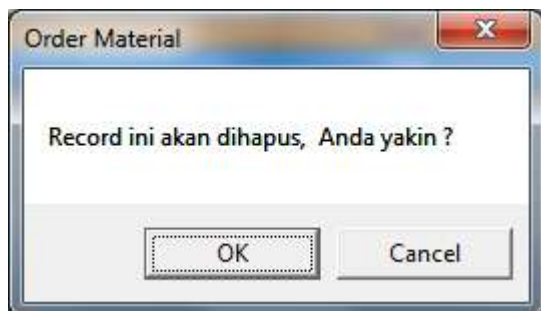 Order Material
Record ini akan dihapus, Anda yakin ?
OK Cancel